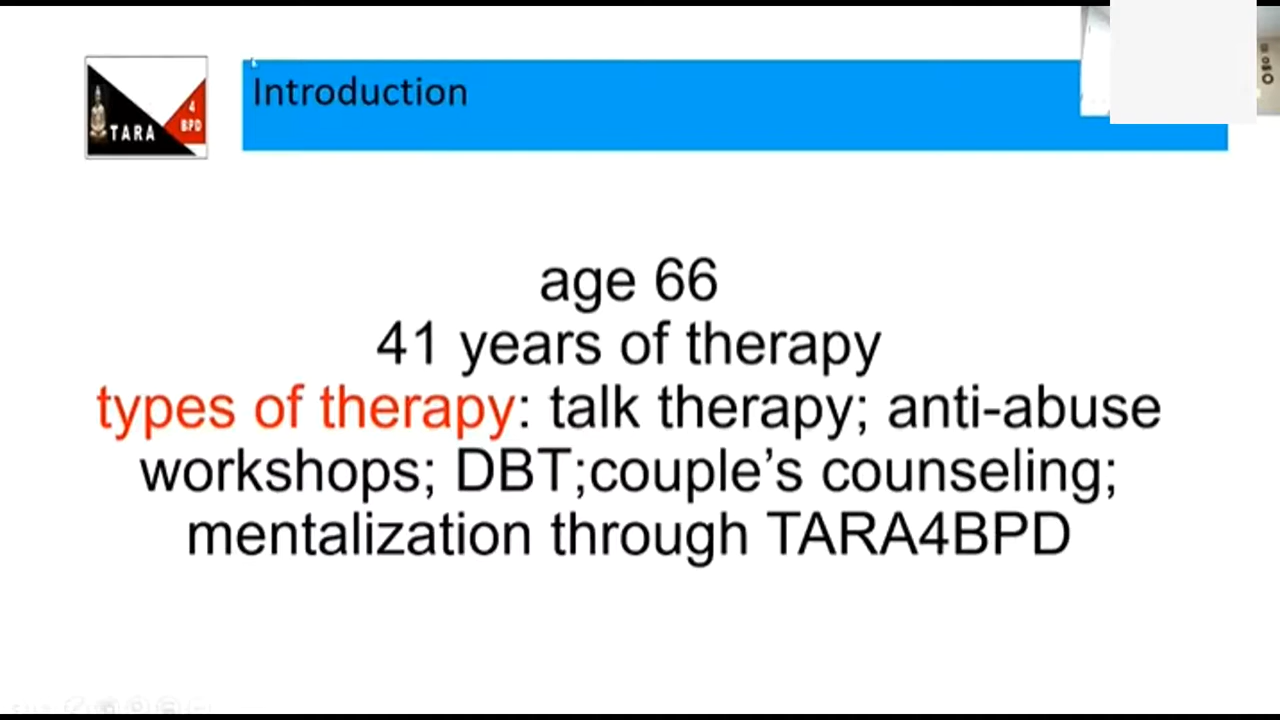 TARA
4
BPD
Introduction
age 66
41 years of therapy
types of therapy: talk therapy; anti-abuse
workshops; DBT;couple’s counseling;
mentalization through TARA4BPD